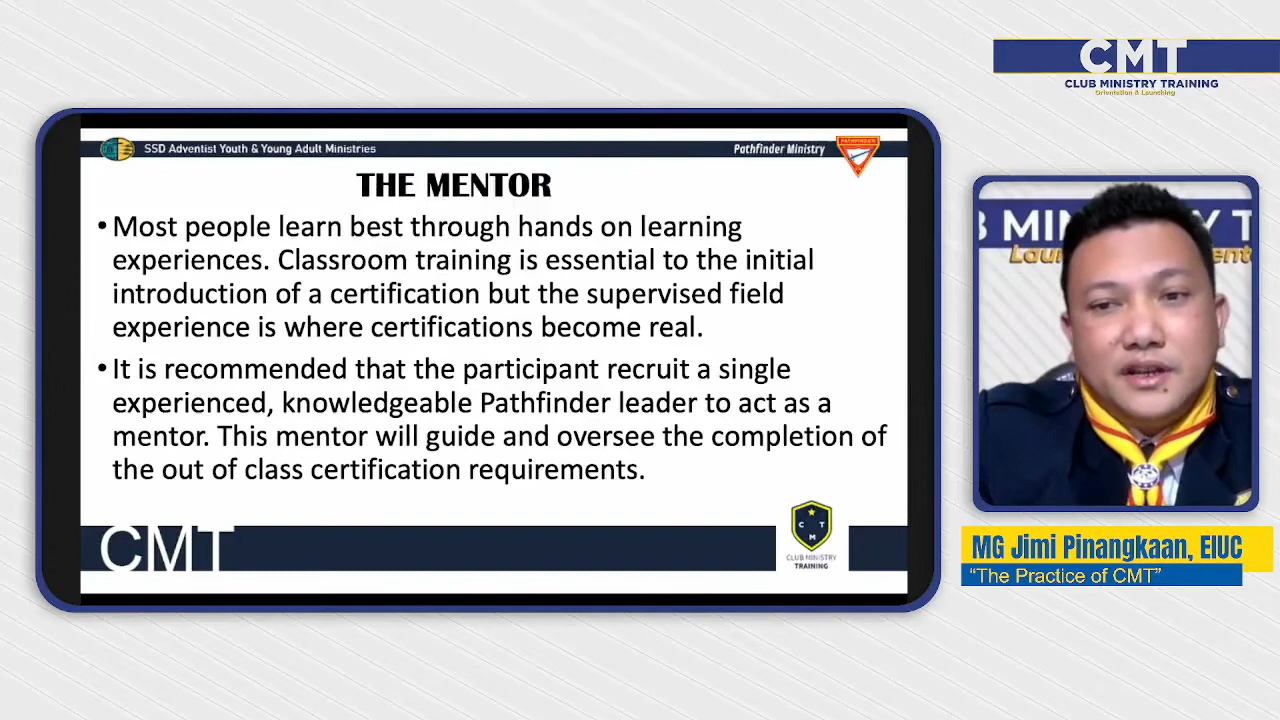 CMT
CLUB MINISTRY TRAINING
Orientation & Launching
SSD Adventist Youth & Young Adult Ministries
Pathfinder Ministry
PATHFINDER
THE MENTOR
• Most people learn best through hands on learning
experiences. Classroom training is essential to the initial
introduction of a certification but the supervised field
experience is where certifications become real.
• It is recommended that the participant recruit a single
experienced, knowledgeable Pathfinder leader to act as a
mentor. This mentor will guide and oversee the completion of
the out of class certification requirements.
CMT
C T
M
CLUB MINISTRY
TRAINING
B MIN
Y T
MG Jimi Pinangkaan, EIUC
“The Practice of CMT”